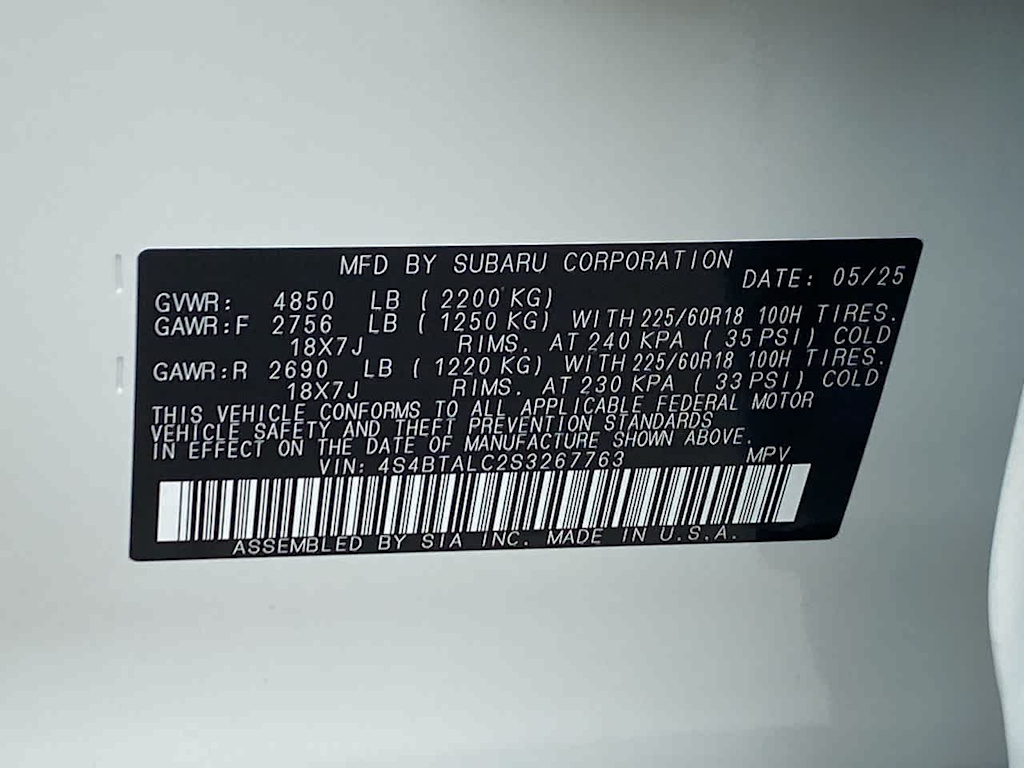 MFD BY SUBARU CORPORATION
DATE: 05/25
GVWR: 4850 LB ( 2200 KG)
GAWR:F 2756 LB ( 1250 KG) WITH 225/60R18 100H TIRES.
18X7J RIMS. AT 240 KPA ( 35 PSI) COLD
GAWR:R 2690 LB ( 1220 KG) WITH 225/60R18 100H TIRES.
18X7J RIMS. AT 230 KPA ( 33 PSI) COLD
THIS VEHICLE CONFORMS TO ALL APPLICABLE FEDERAL MOTOR
VEHICLE SAFETY AND THEFT PREVENTION STANDARDS
IN EFFECT ON THE DATE OF MANUFACTURE SHOWN ABOVE.
VIN: 4S4BTALC2S3267763 MPV
ASSEMBLED BY SIA INC. MADE IN U.S.A.